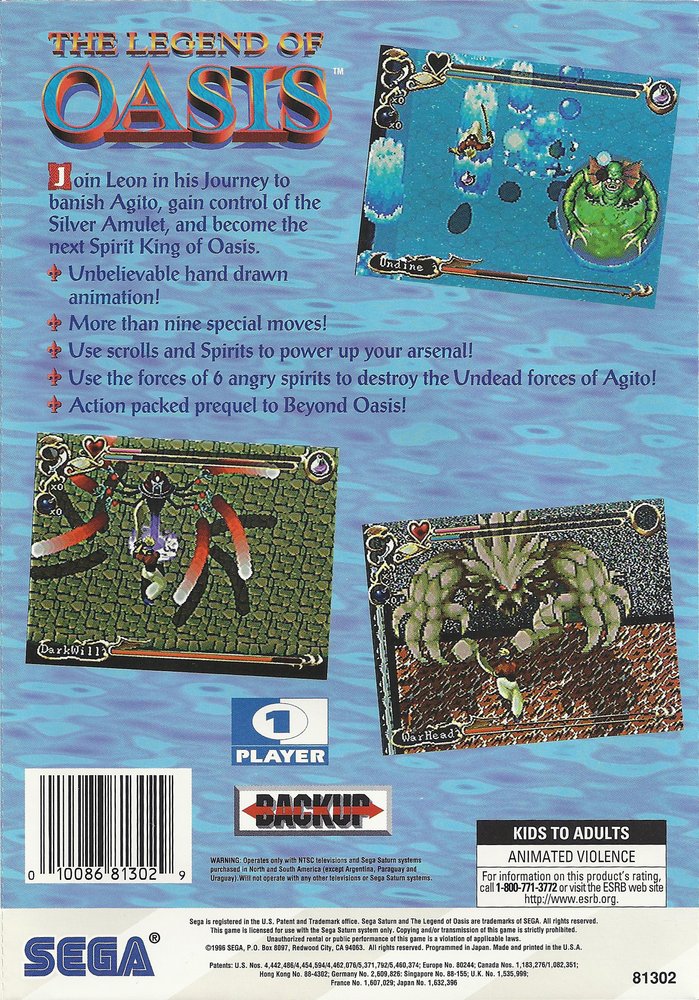 THE LEGEND OF
OASIS™
Join Leon in his Journey to
banish Agito, gain control of the
Silver Amulet, and become the
next Spirit King of Oasis.
Unbelievable hand drawn
animation!
More than nine special moves!
Use scrolls and Spirits to power up your arsenal!
Use the forces of 6 angry spirits to destroy the Undead forces of Agito!
Action packed prequel to Beyond Oasis!
x0
x0
Undine
x0
x0
DarkWill
WarHead
1
PLAYER
BACKUP
0 10086 81302 9
WARNING: Operates only with NTSC televisions and Sega Saturn systems
purchased in North and South America (except Argentina, Paraguay and
Uraguay). Will not operate with any other televisions or Sega Saturn systems.
KIDS TO ADULTS
ANIMATED VIOLENCE
For information on this product's rating,
call 1-800-771-3772 or visit the ESRB web site
http://www.esrb.org.
SEGA®
Sega is registered in the U.S. Patent and Trademark office. Sega Saturn and The Legend of Oasis are trademarks of SEGA. All rights reserved.
This game is licensed for use with the Sega Saturn system only. Copying and/or transmission of this game is strictly prohibited.
Unauthorized rental or public performance of this game is a violation of applicable laws.
©1996 SEGA, P.O. Box 8097, Redwood City, CA 94063. All rights reserved. Programmed in Japan. Made and printed in the U.S.A.
Patents: U.S. Nos. 4,442,486/4,454,594/4,462,076/5,371,792/5,460,374; Europe No. 80244; Canada Nos. 1,183,276/1,082,351;
Hong Kong No. 88-4302; Germany No. 2,609,826; Singapore No. 88-155; U.K. No. 1,535,999;
France No. 1,607,029; Japan No. 1,632,396
81302